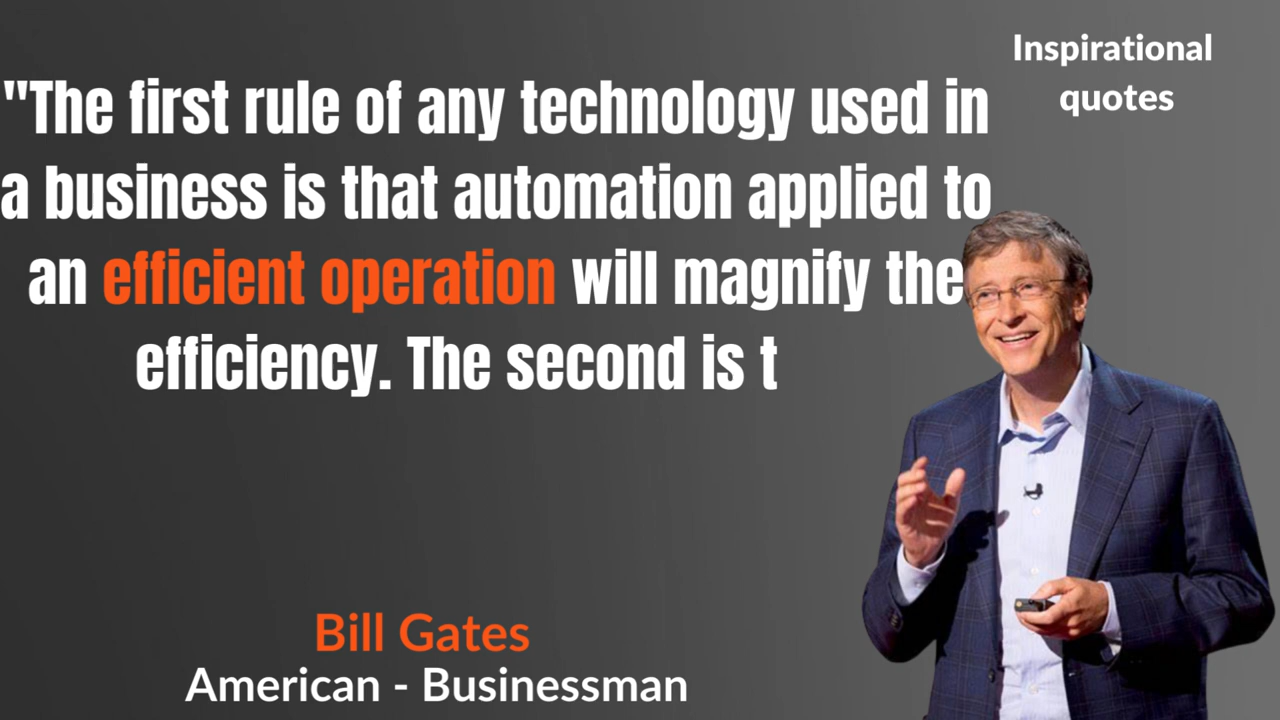 Inspirational
quotes
"The first rule of any technology used in
a business is that automation applied to
an efficient operation will magnify the
efficiency. The second is t
Bill Gates
American - Businessman